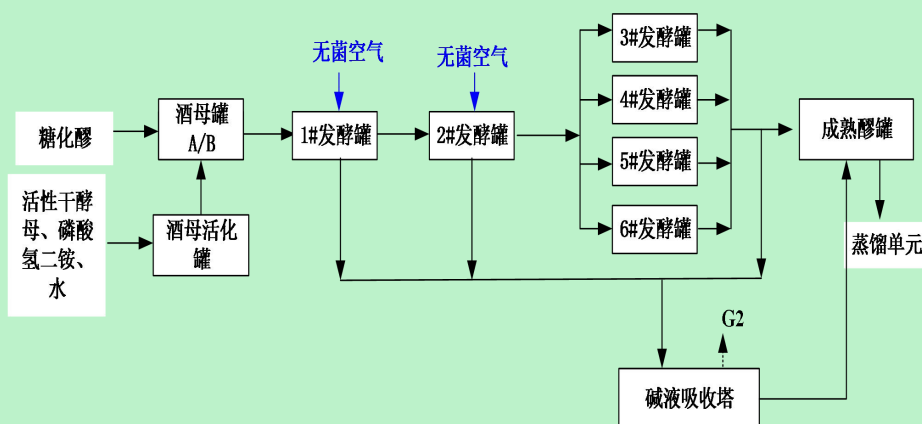 无菌空气
无菌空气
糖化醪
酒母罐
A/B
1#发酵罐
2#发酵罐
3#发酵罐
4#发酵罐
5#发酵罐
6#发酵罐
成熟醪罐
活性干酵
母、磷酸
氢二铵、
水
酒母活化
罐
蒸馏单元
G2
碱液吸收塔